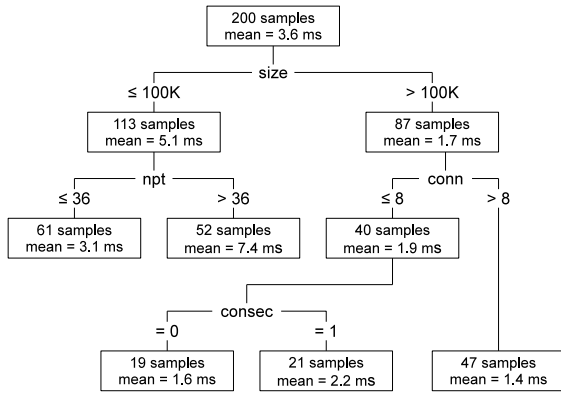 200 samples
mean = 3.6 ms
size
≤ 100K
> 100K
113 samples
mean = 5.1 ms
87 samples
mean = 1.7 ms
npt
conn
≤ 36
> 36
≤ 8
> 8
61 samples
mean = 3.1 ms
52 samples
mean = 7.4 ms
40 samples
mean = 1.9 ms
consec
= 0
= 1
19 samples
mean = 1.6 ms
21 samples
mean = 2.2 ms
47 samples
mean = 1.4 ms